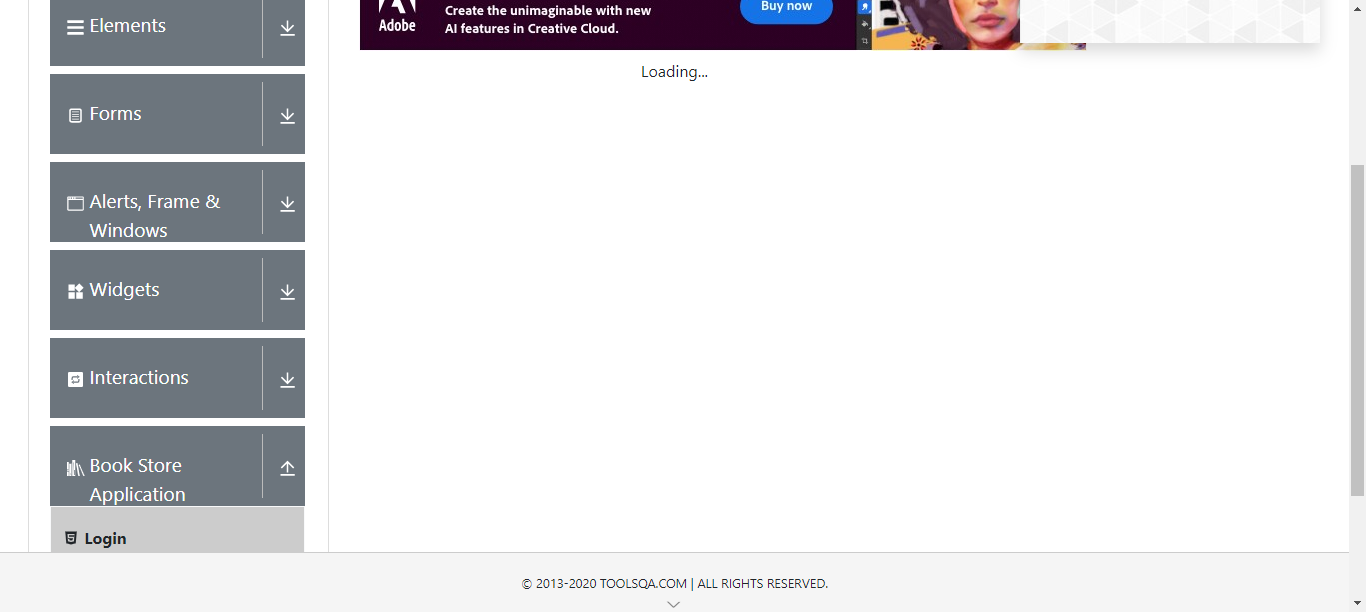 Elements
Forms
Alerts, Frame &
Windows
Widgets
Interactions
Book Store
Application
Login
Adobe
Create the unimaginable with new
AI features in Creative Cloud.
Buy now
Loading...
© 2013-2020 TOOLSQA.COM | ALL RIGHTS RESERVED.